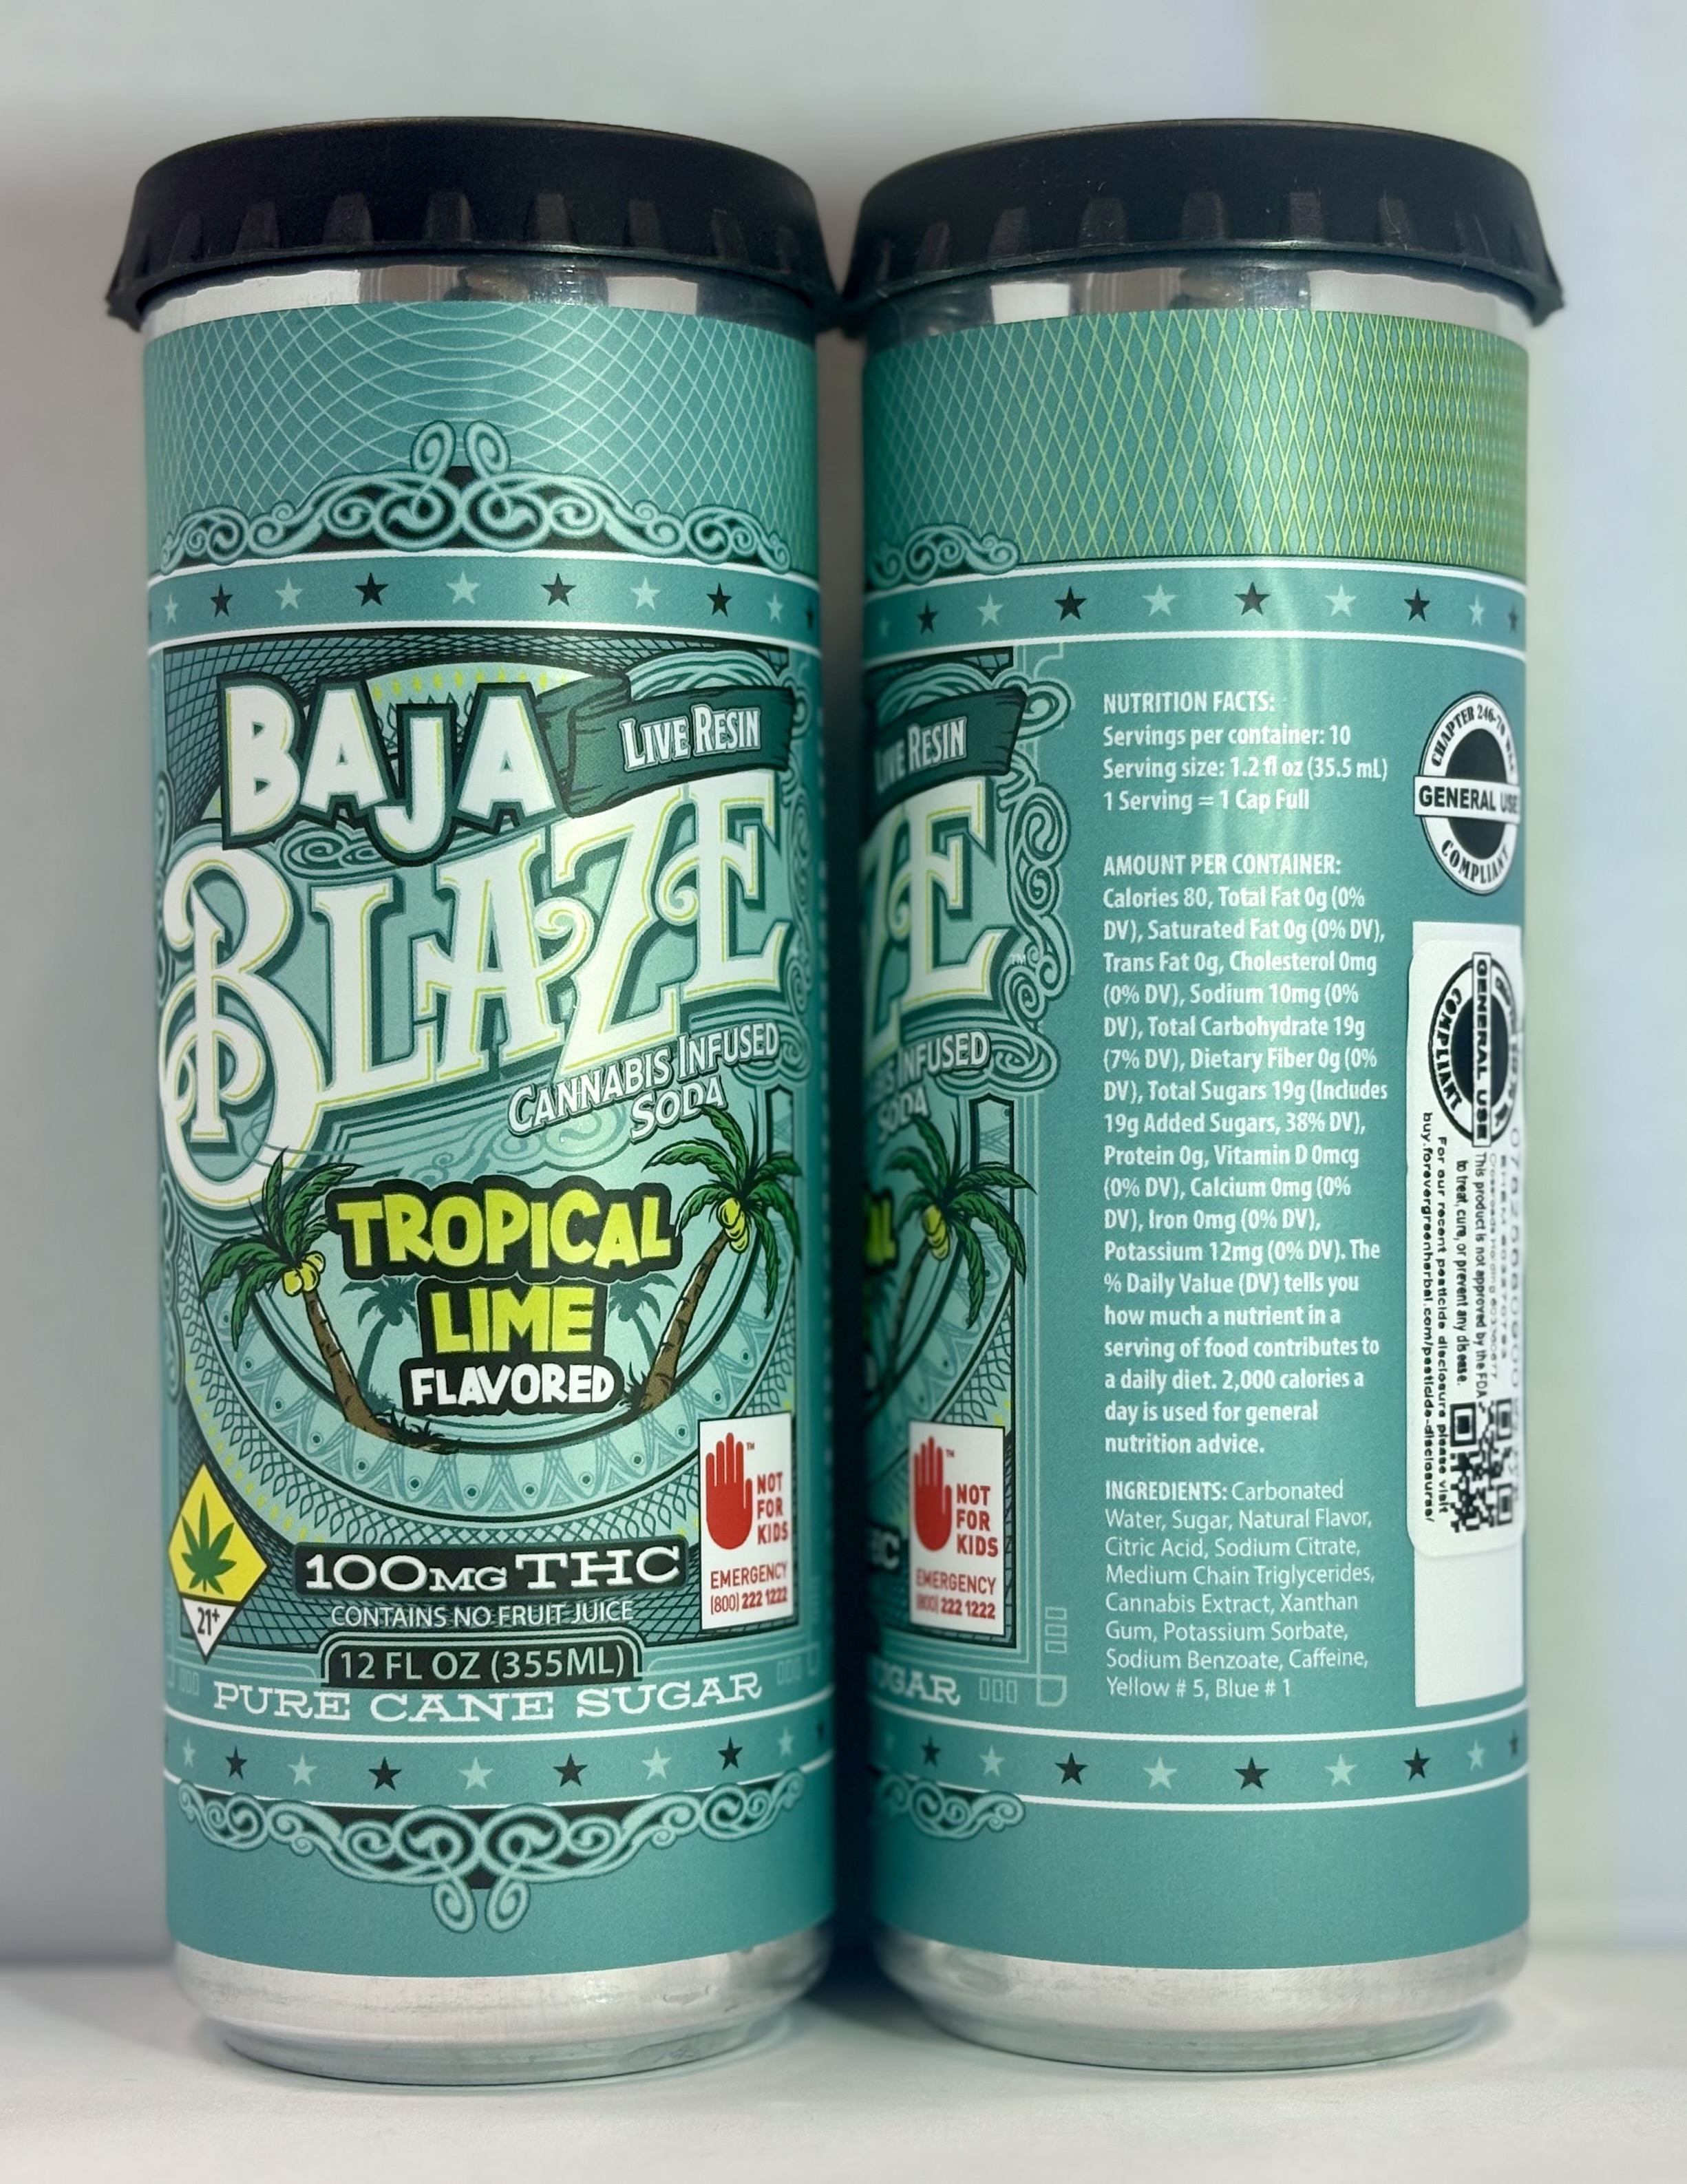 BAJA
LIVE RESIN
BLAZE
CANNABIS INFUSED
SODA
TROPICAL
LIME
FLAVORED
21+
100MG THC
CONTAINS NO FRUIT JUICE
12 FL OZ (355ML)
PURE CANE SUGAR
™
NOT
FOR
KIDS
EMERGENCY
(800) 222 1222
LIVE RESIN
ZE
™
INFUSED
SODA
™
NOT
FOR
KIDS
EMERGENCY
(800) 222 1222
NUTRITION FACTS:
Servings per container: 10
Serving size: 1.2 fl oz (35.5 mL)
1 Serving = 1 Cap Full
AMOUNT PER CONTAINER:
Calories 80, Total Fat 0g (0%
DV), Saturated Fat 0g (0% DV),
Trans Fat 0g, Cholesterol 0mg
(0% DV), Sodium 10mg (0%
DV), Total Carbohydrate 19g
(7% DV), Dietary Fiber 0g (0%
DV), Total Sugars 19g (Includes
19g Added Sugars, 38% DV),
Protein 0g, Vitamin D 0mcg
(0% DV), Calcium 0mg (0%
DV), Iron 0mg (0% DV),
Potassium 12mg (0% DV). The
% Daily Value (DV) tells you
how much a nutrient in a
serving of food contributes to
a daily diet. 2,000 calories a
day is used for general
nutrition advice.
INGREDIENTS: Carbonated
Water, Sugar, Natural Flavor,
Citric Acid, Sodium Citrate,
Medium Chain Triglycerides,
Cannabis Extract, Xanthan
Gum, Potassium Sorbate,
Sodium Benzoate, Caffeine,
Yellow # 5, Blue # 1
CHAPTER 246-70 WAC
GENERAL USE
COMPLIANT
GENERAL USE
COMPLIANT
This product is not approved by the FDA
to treat, cure, or prevent any disease.
For our recent pesticide disclosure please visit
buy.forevergreenherbal.com/pesticide-disclosures/